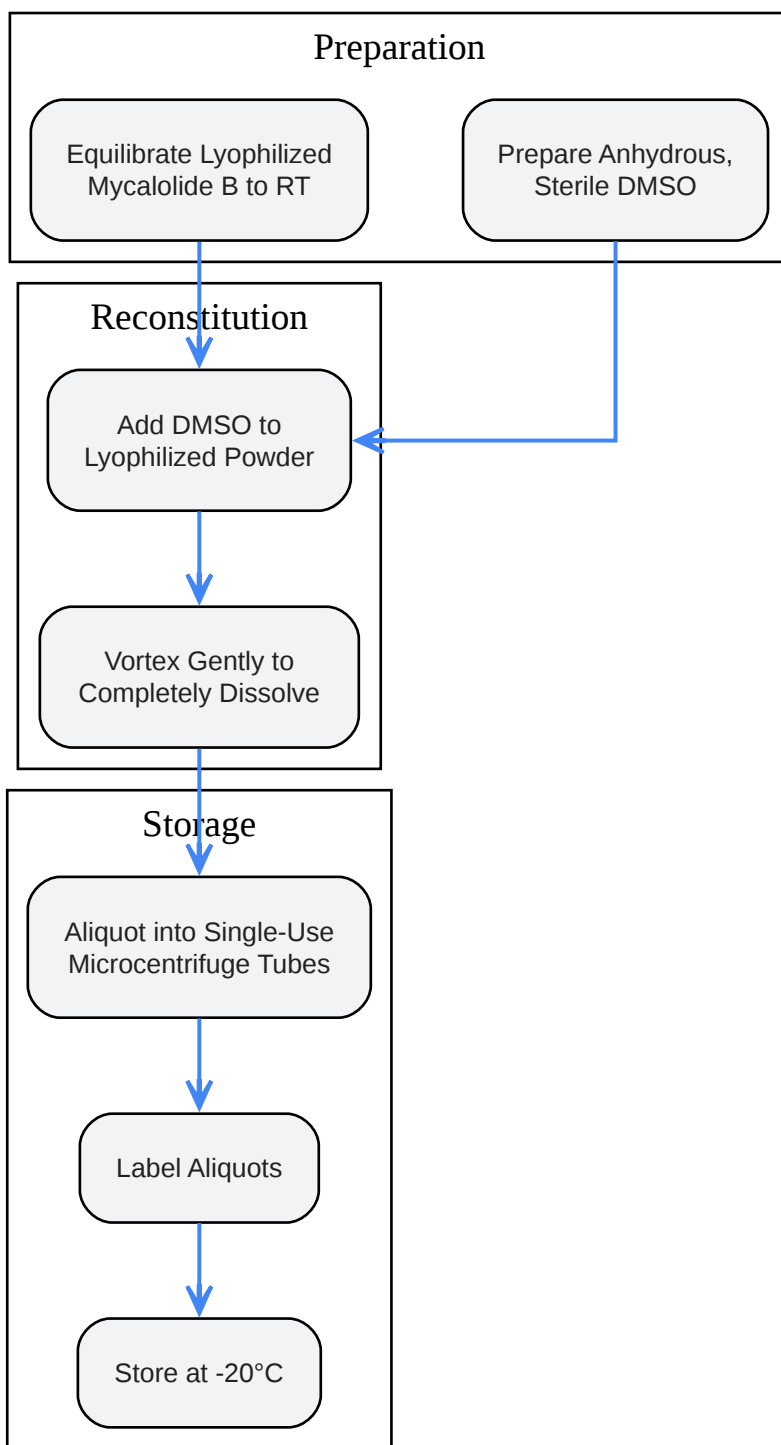 Preparation
Equilibrate Lyophilized
Mycalolide B to RT
Prepare Anhydrous,
Sterile DMSO
Reconstitution
Add DMSO to
Lyophilized Powder
Vortex Gently to
Completely Dissolve
Storage
Aliquot into Single-Use
Microcentrifuge Tubes
Label Aliquots
Store at -20°C